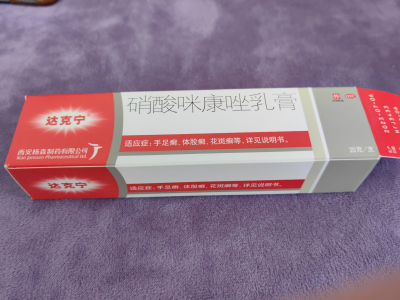 达克宁
硝酸咪康唑乳膏
适应症：手足癣、体股癣、花斑癣等，详见说明书。
西安杨森制药有限公司
Xian-Janssen Pharmaceutical Ltd.
达克宁
适应症：手足癣、体股癣、花斑癣等，详见说明书。
20克/支